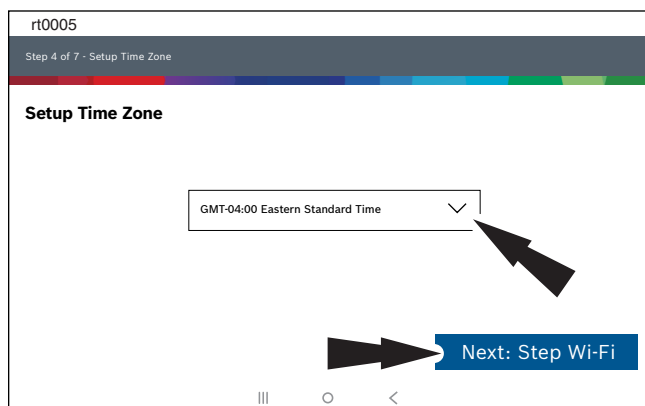 rt0005
Step 4 of 7 - Setup Time Zone
Setup Time Zone
GMT-04:00 Eastern Standard Time
Next: Step Wi-Fi